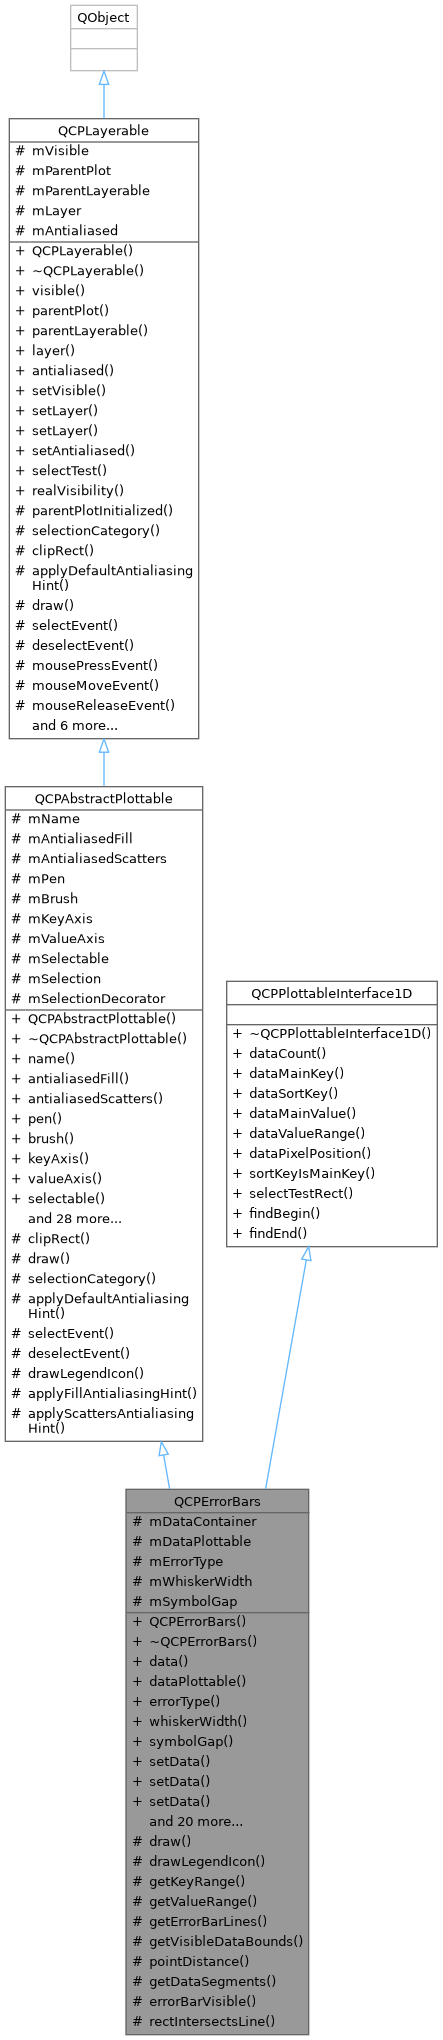 QObject
QCPLayerable
# mVisible
# mParentPlot
# mParentLayerable
# mLayer
# mAntialiased
+ QCPLayerable()
+ ~QCPLayerable()
+ visible()
+ parentPlot()
+ parentLayerable()
+ layer()
+ antialiased()
+ setVisible()
+ setLayer()
+ setLayer()
+ setAntialiased()
+ selectTest()
+ realVisibility()
# parentPlotInitialized()
# selectionCategory()
# clipRect()
# applyDefaultAntialiasing
Hint()
# draw()
# selectEvent()
# deselectEvent()
# mousePressEvent()
# mouseMoveEvent()
# mouseReleaseEvent()
and 6 more...
QCPAbstractPlottable
# mName
# mAntialiasedFill
# mAntialiasedScatters
# mPen
# mBrush
# mKeyAxis
# mValueAxis
# mSelectable
# mSelection
# mSelectionDecorator
+ QCPAbstractPlottable()
+ ~QCPAbstractPlottable()
+ name()
+ antialiasedFill()
+ antialiasedScatters()
+ pen()
+ brush()
+ keyAxis()
+ valueAxis()
+ selectable()
and 28 more...
# clipRect()
# draw()
# selectionCategory()
# applyDefaultAntialiasing
Hint()
# selectEvent()
# deselectEvent()
# drawLegendIcon()
# applyFillAntialiasingHint()
# applyScattersAntialiasing
Hint()
QCPPlottableInterface1D
+ ~QCPPlottableInterface1D()
+ dataCount()
+ dataMainKey()
+ dataSortKey()
+ dataMainValue()
+ dataValueRange()
+ dataPixelPosition()
+ sortKeyIsMainKey()
+ selectTestRect()
+ findBegin()
+ findEnd()
QCPErrorBars
# mDataContainer
# mDataPlottable
# mErrorType
# mWhiskerWidth
# mSymbolGap
+ QCPErrorBars()
+ ~QCPErrorBars()
+ data()
+ dataPlottable()
+ errorType()
+ whiskerWidth()
+ symbolGap()
+ setData()
+ setData()
+ setData()
and 20 more...
# draw()
# drawLegendIcon()
# getKeyRange()
# getValueRange()
# getErrorBarLines()
# getVisibleDataBounds()
# pointDistance()
# getDataSegments()
# errorBarVisible()
# rectIntersectsLine()